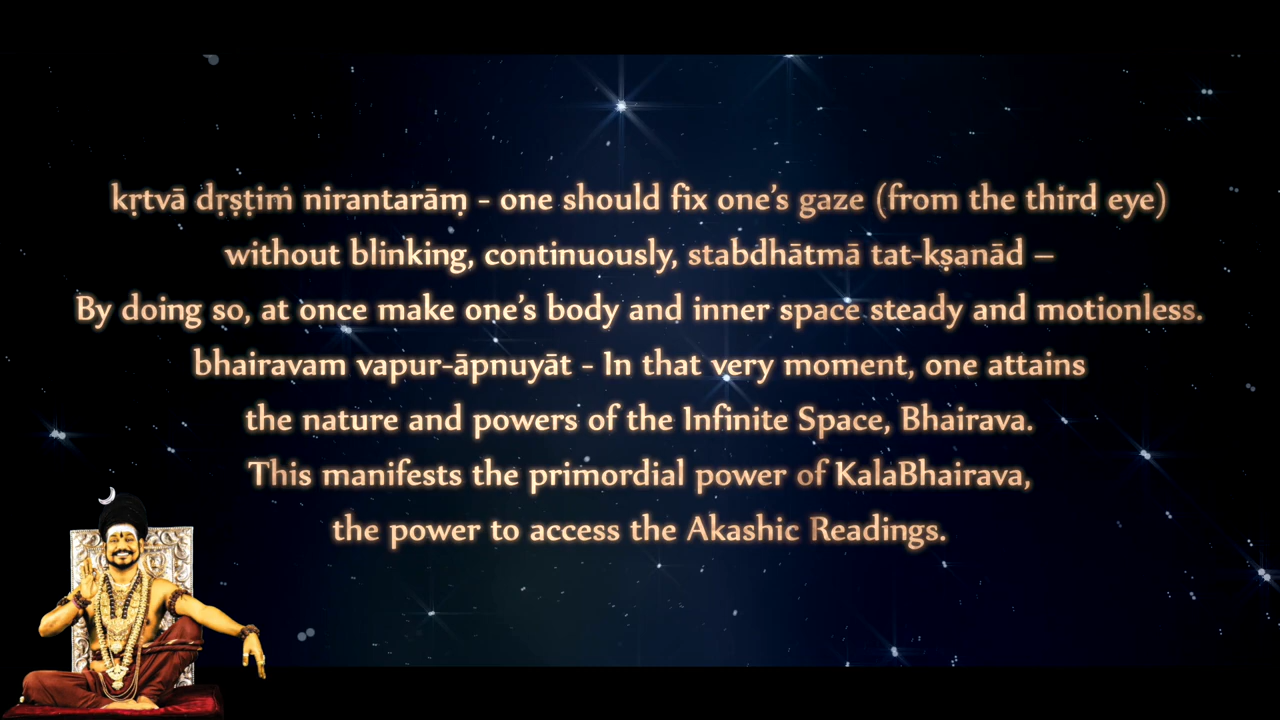 kṛtvā dṛṣṭiṁ nirantarāṃ - one should fix one’s gaze (from the third eye)
without blinking, continuously, stabdhātmā tat-kṣanād –
By doing so, at once make one’s body and inner space steady and motionless.
bhairavam vapur-āpnuyāt - In that very moment, one attains
the nature and powers of the Infinite Space, Bhairava.
This manifests the primordial power of KalaBhairava,
the power to access the Akashic Readings.